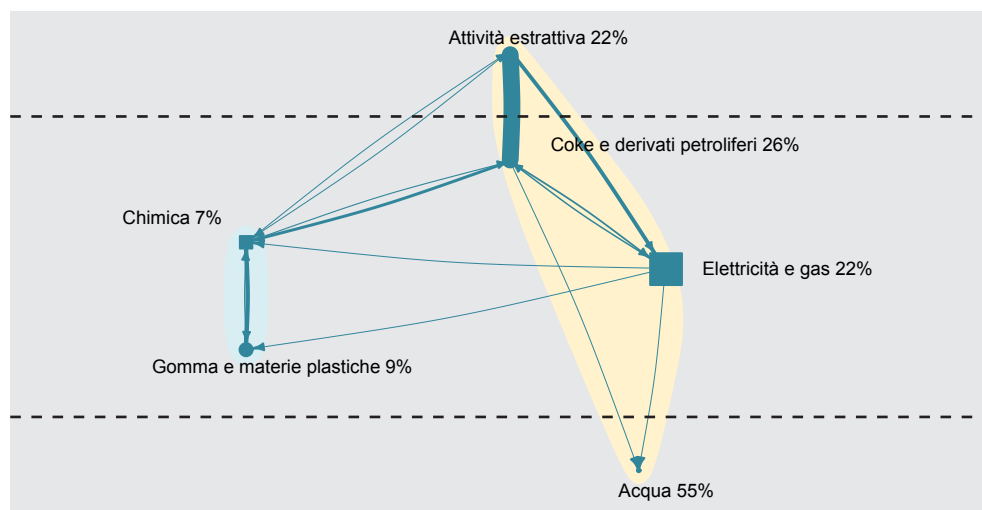 Attività estrattiva 22%
Coke e derivati petroliferi 26%
Chimica 7%
Elettricità e gas 22%
Gomma e materie plastiche 9%
Acqua 55%